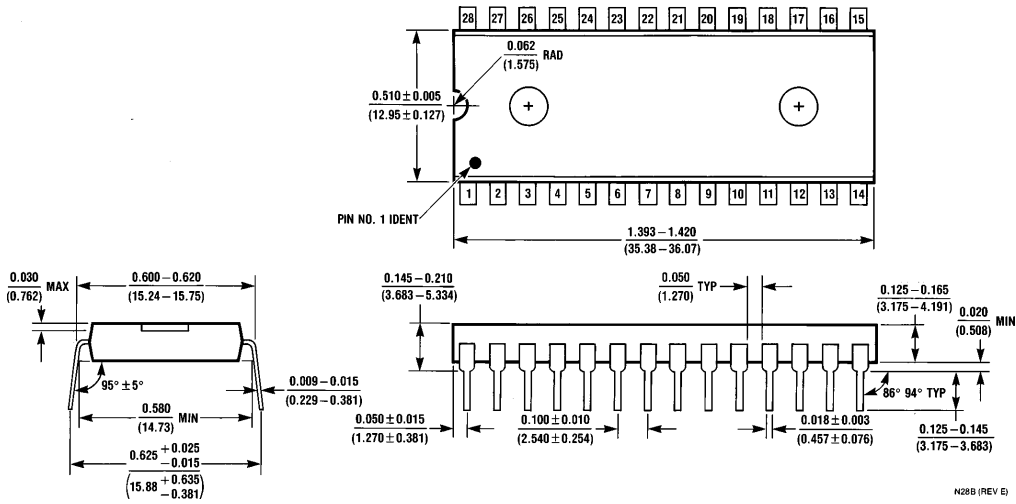 28 27 26 25 24 23 22 21 20 19 18 17 16 15
0.062
(1.575)
RAD
0.510 ± 0.005
(12.95 ± 0.127)
PIN NO. 1 IDENT
1 2 3 4 5 6 7 8 9 10 11 12 13 14
1.393 – 1.420
(35.38 – 36.07)
0.030
(0.762)
MAX
0.600 – 0.620
(15.24 – 15.75)
95° ± 5°
0.580
(14.73)
MIN
0.009 – 0.015
(0.229 – 0.381)
0.625 + 0.025
– 0.015
(15.88 + 0.635
– 0.381)
0.145 – 0.210
(3.683 – 5.334)
0.050
(1.270)
TYP
0.125 – 0.165
(3.175 – 4.191)
0.020
(0.508)
MIN
86° 94° TYP
0.050 ± 0.015
(1.270 ± 0.381)
0.100 ± 0.010
(2.540 ± 0.254)
0.018 ± 0.003
(0.457 ± 0.076)
0.125 – 0.145
(3.175 – 3.683)
N28B (REV E)